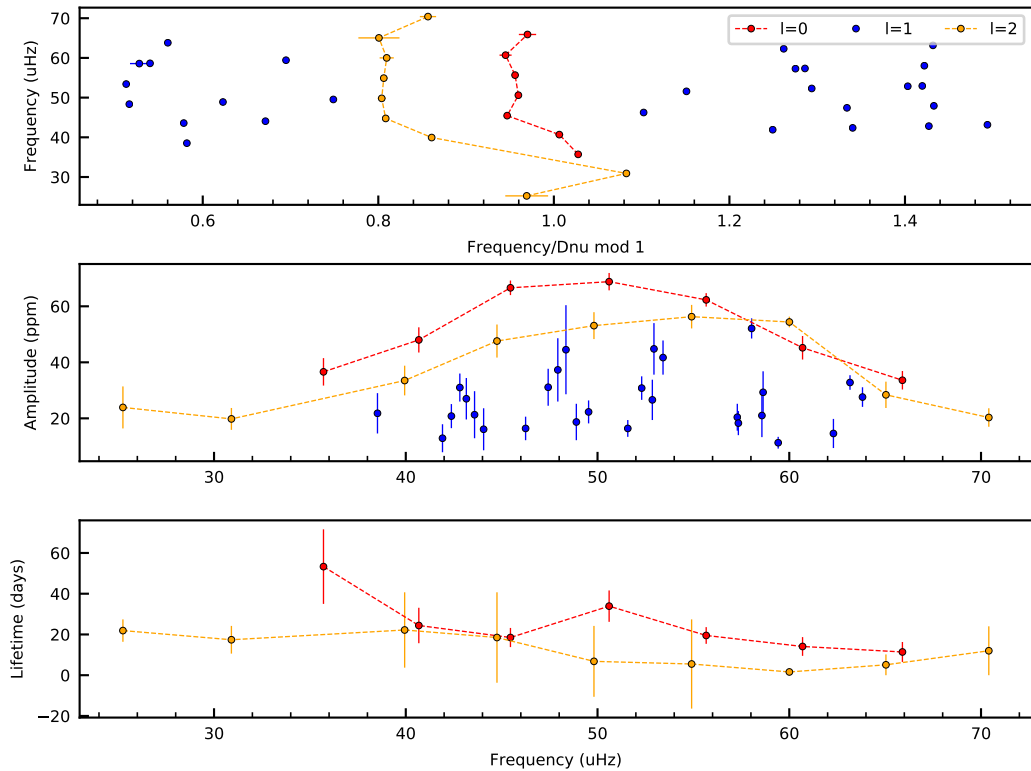 70
60
50
40
30
Frequency (uHz)
l=0 l=1 l=2
0.6 0.8 1.0 1.2 1.4
Frequency/Dnu mod 1
60
40
20
Amplitude (ppm)
30 40 50 60 70
60
40
20
0
−20
Lifetime (days)
30 40 50 60 70
Frequency (uHz)